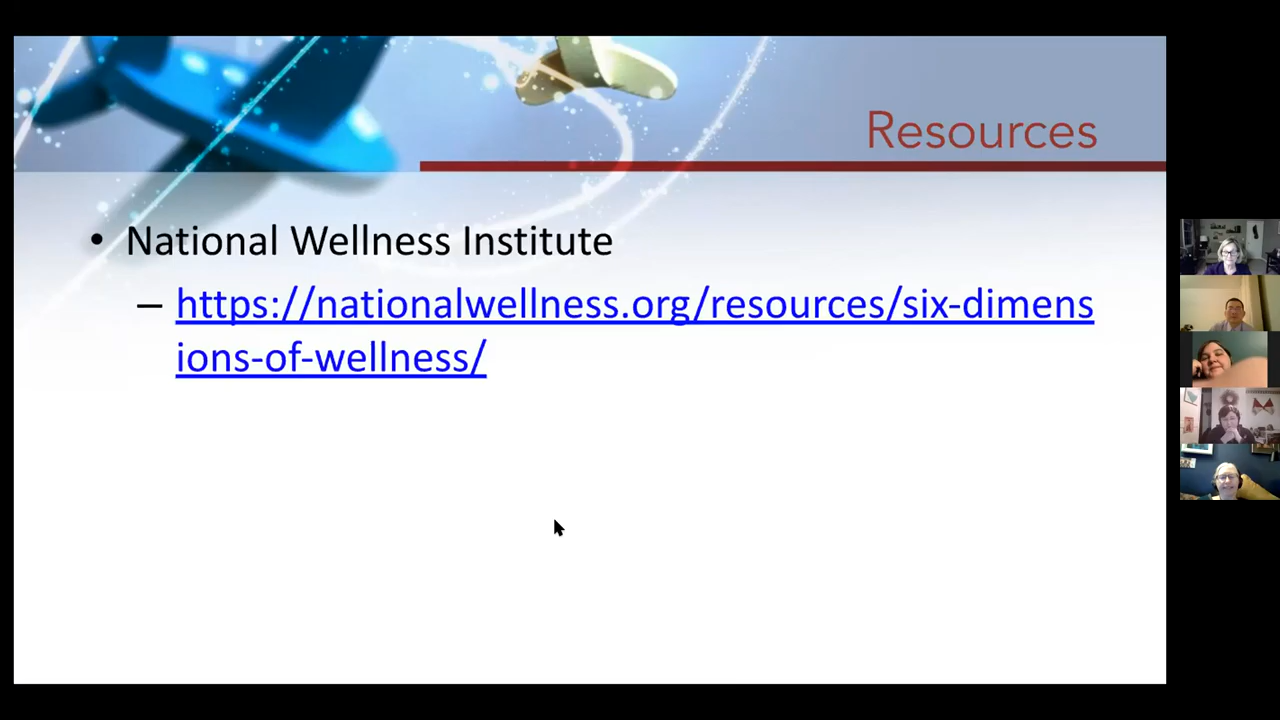 Resources
• National Wellness Institute
– https://nationalwellness.org/resources/six-dimens
ions-of-wellness/